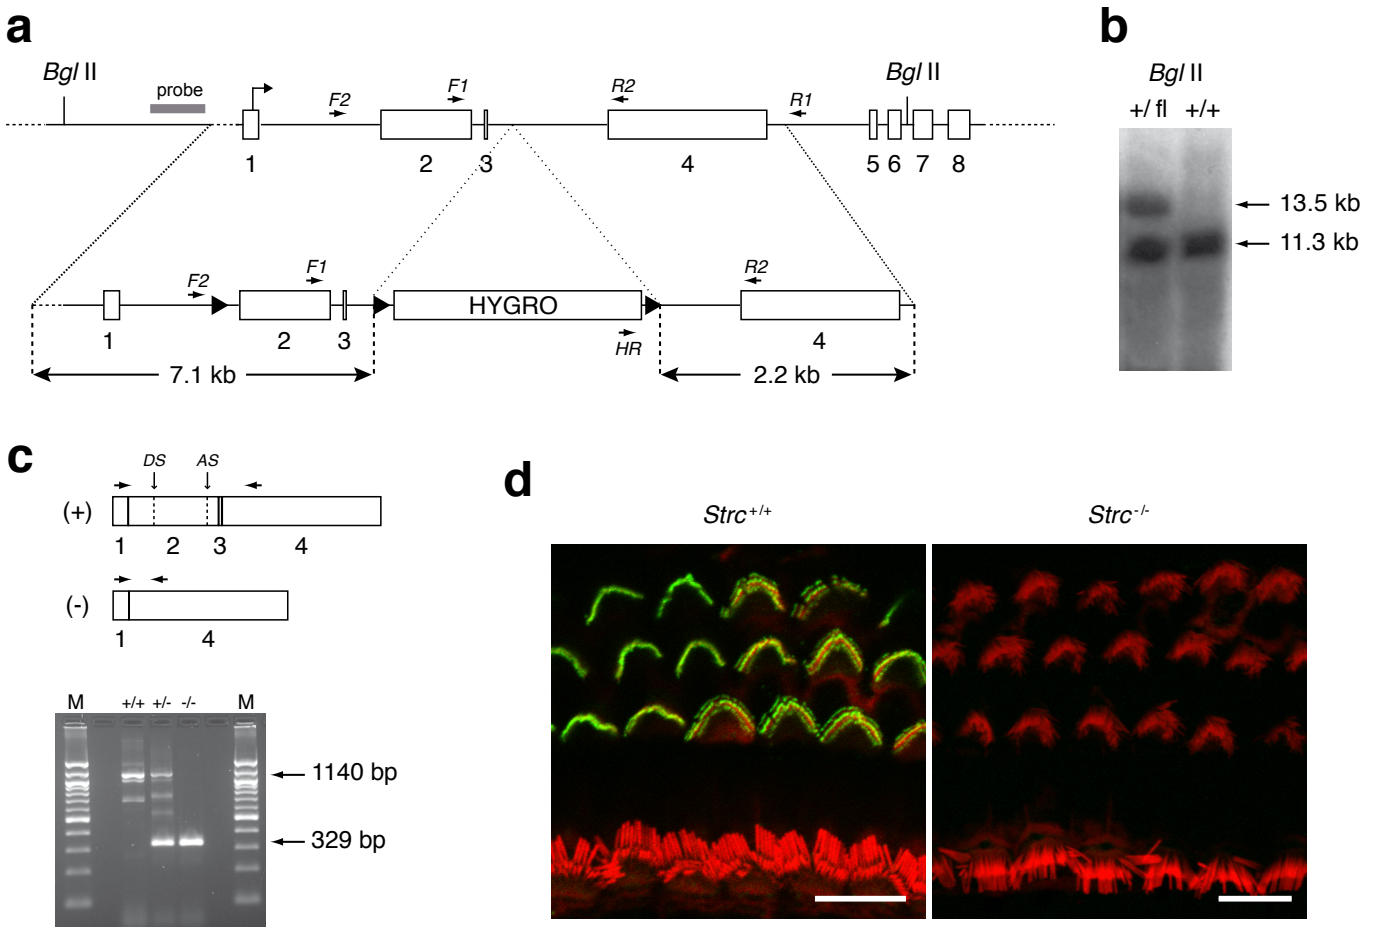 a
Bgl II
probe
F2
F1
R2
R1
Bgl II
1
2
3
4
5 6 7 8
F2
F1
R2
HYGRO
1
2
3
HR
4
7.1 kb
2.2 kb
b
Bgl II
+/ fl +/+
13.5 kb
11.3 kb
c
DS AS
(+)
1 2 3 4
(-)
1 4
M +/+ +/- -/- M
1140 bp
329 bp
d
Strc+/+
Strc-/-